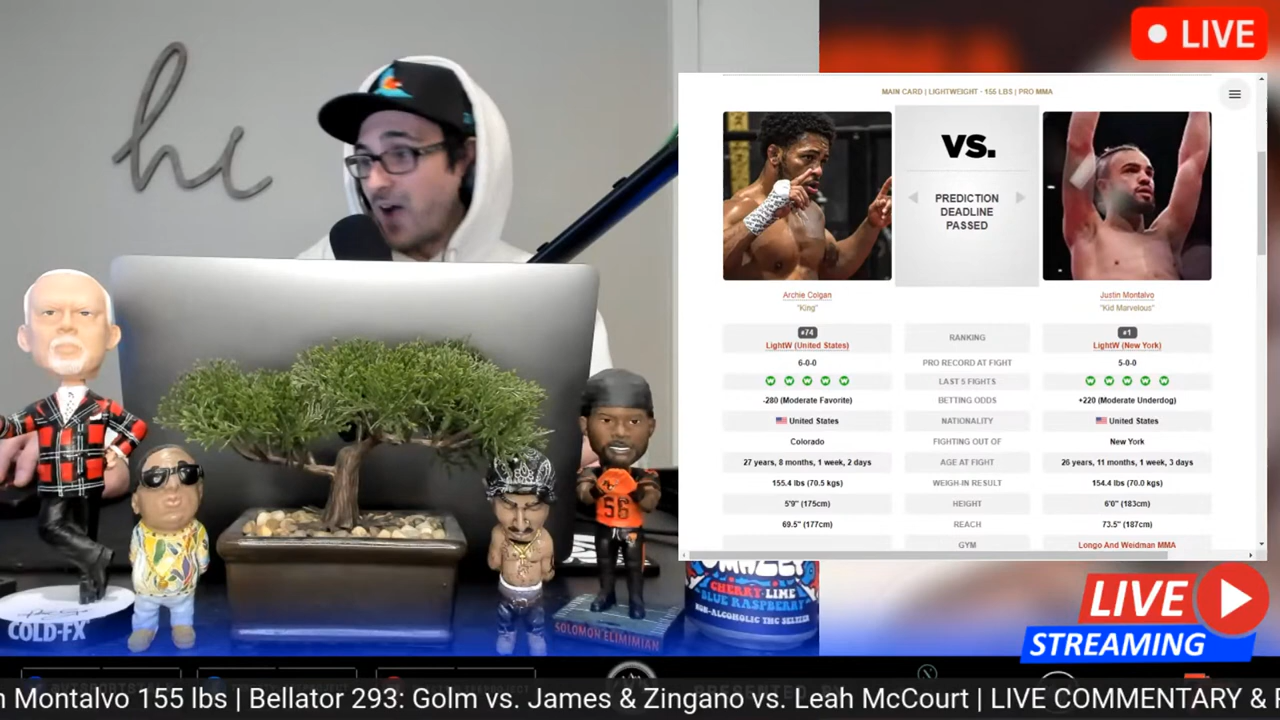 hi
LIVE
MAIN CARD | LIGHTWEIGHT · 155 LBS | PRO MMA
VS.
PREDICTION
DEADLINE
PASSED
Archie Colgan
"King"
Justin Montalvo
"Kid Marvelous"
#74
LightW (United States)
RANKING
#1
LightW (New York)
6-0-0
PRO RECORD AT FIGHT
5-0-0
W W W W W
LAST 5 FIGHTS
W W W W W
-280 (Moderate Favorite)
BETTING ODDS
+220 (Moderate Underdog)
United States
NATIONALITY
United States
Colorado
FIGHTING OUT OF
New York
27 years, 8 months, 1 week, 2 days
AGE AT FIGHT
26 years, 11 months, 1 week, 3 days
155.4 lbs (70.5 kgs)
WEIGH-IN RESULT
154.4 lbs (70.0 kgs)
5'9" (175cm)
HEIGHT
6'0" (183cm)
69.5" (177cm)
REACH
73.5" (187cm)
GYM
Longo And Weidman MMA
56
COLD-FX
SOLOMON ELIMIMIAN
CHERRY-LIME
BLUE RASPBERRY
NON-ALCOHOLIC THC SELTZER
LIVE
STREAMING
Montalvo 155 lbs | Bellator 293: Golm vs. James & Zingano vs. Leah McCourt | LIVE COMMENTARY &